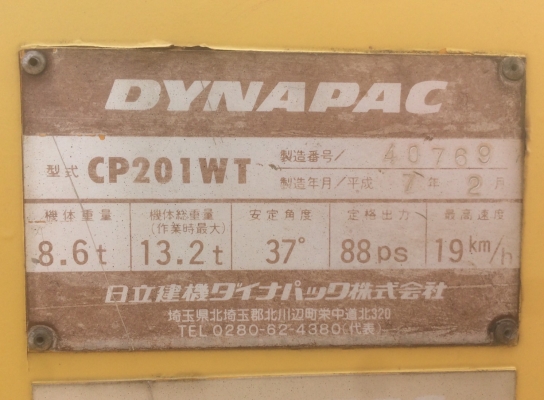 DYNAPAC
型式 CP201WT
製造番号/ 40769
製造年月/平成 7年 2月
機体重量 機体総重量 安定角度 定格出力 最高速度
(作業時最大)
8.6t 13.2t 37° 88ps 19km/h
日立建機ダイナパック株式会社
埼玉県北埼玉郡北川辺町栄中道北320
TEL 0280-62-4380(代表)